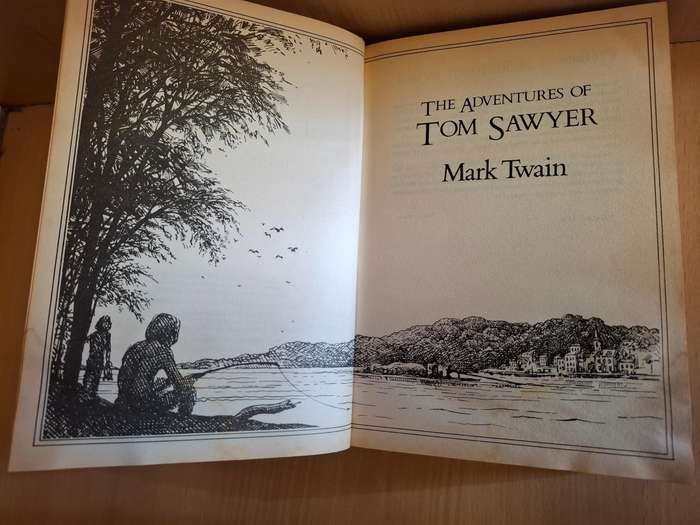 THE ADVENTURES OF
TOM SAWYER
Mark Twain